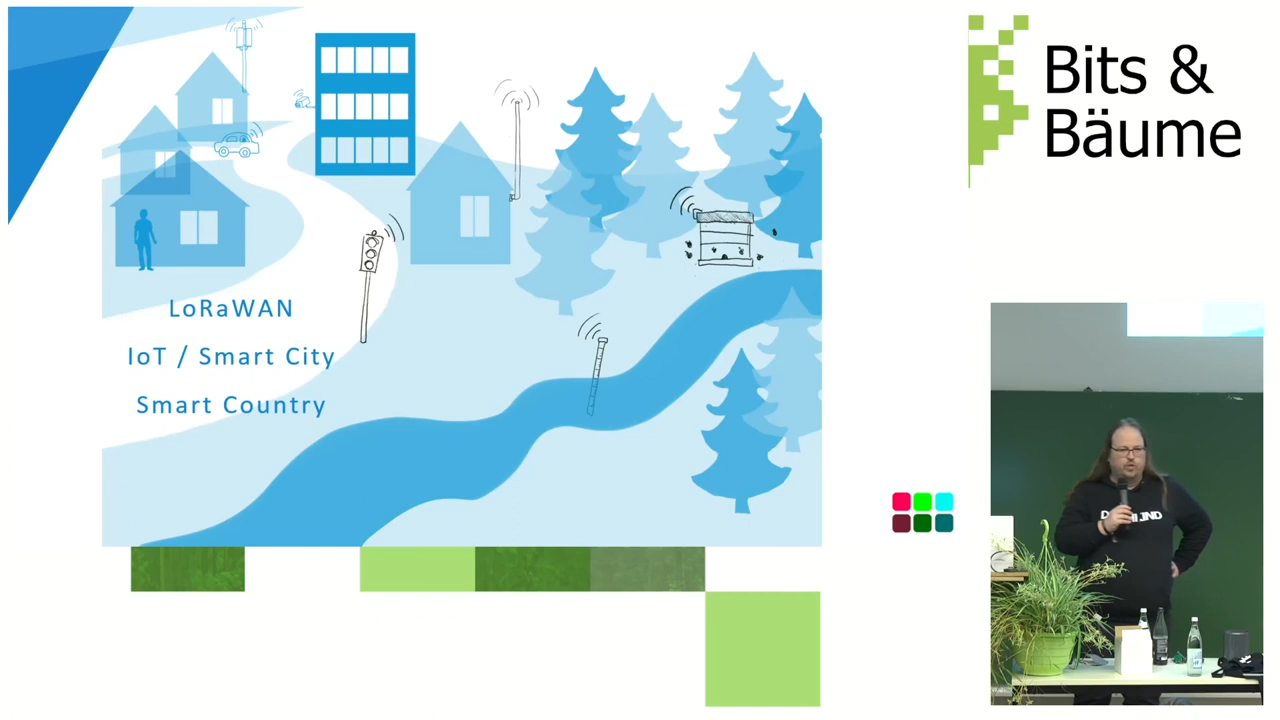 LoRaWAN
IoT / Smart City
Smart Country
Bits &
Bäume